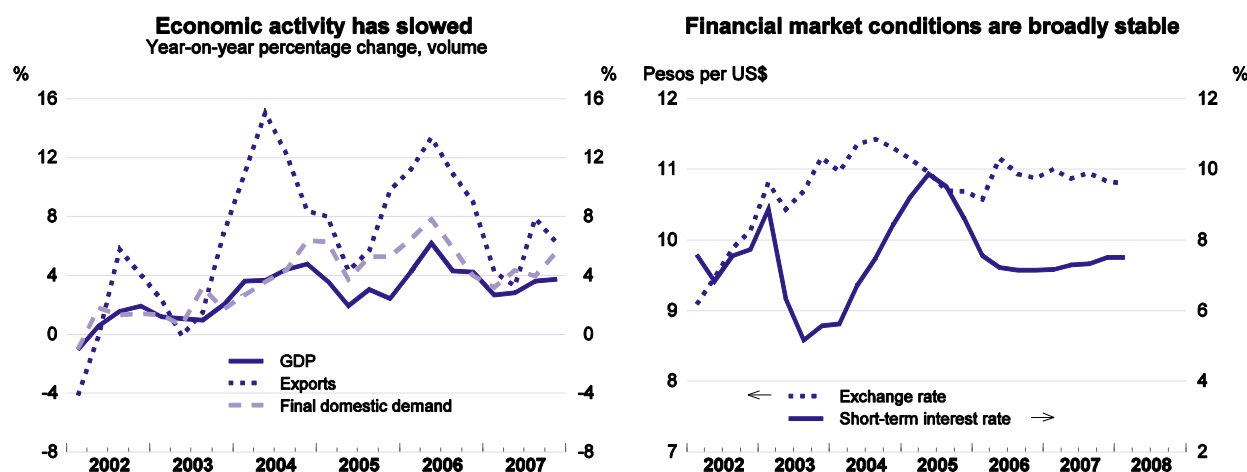 Economic activity has slowed
Year-on-year percentage change, volume
%
%
16
16
12
12
8
8
4
4
0
0
-4
-4
-8
-8
GDP
Exports
Final domestic demand
2002 2003 2004 2005 2006 2007
Financial market conditions are broadly stable
Pesos per US$
%
12
12
11
10
10
8
9
6
8
4
7
2
Exchange rate
Short-term interest rate
2002 2003 2004 2005 2006 2007 2008